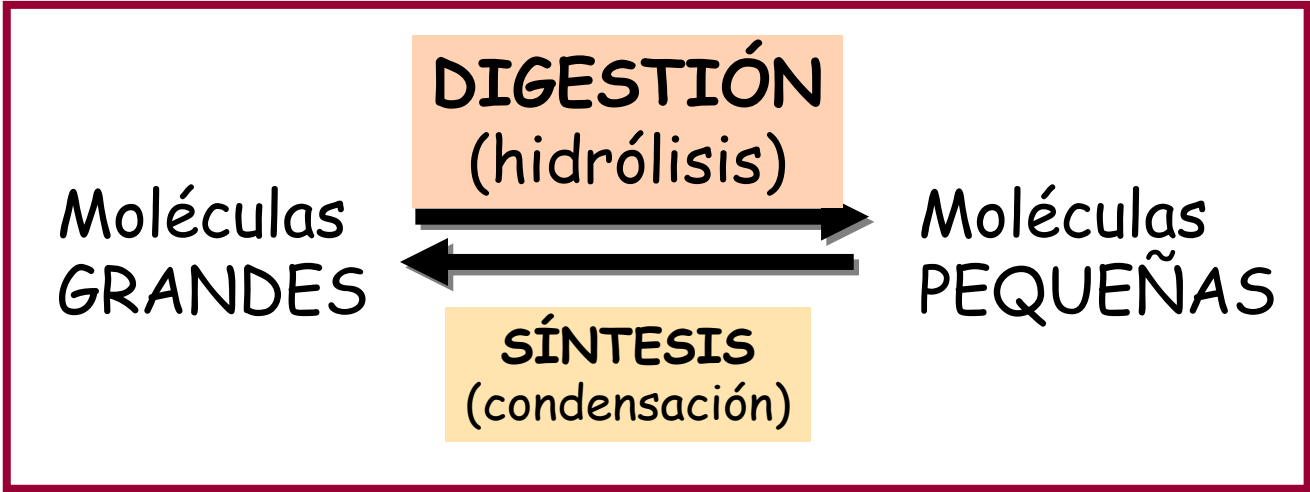 DIGESTIÓN
(hidrólisis)
Moléculas
GRANDES
Moléculas
PEQUEÑAS
SÍNTESIS
(condensación)